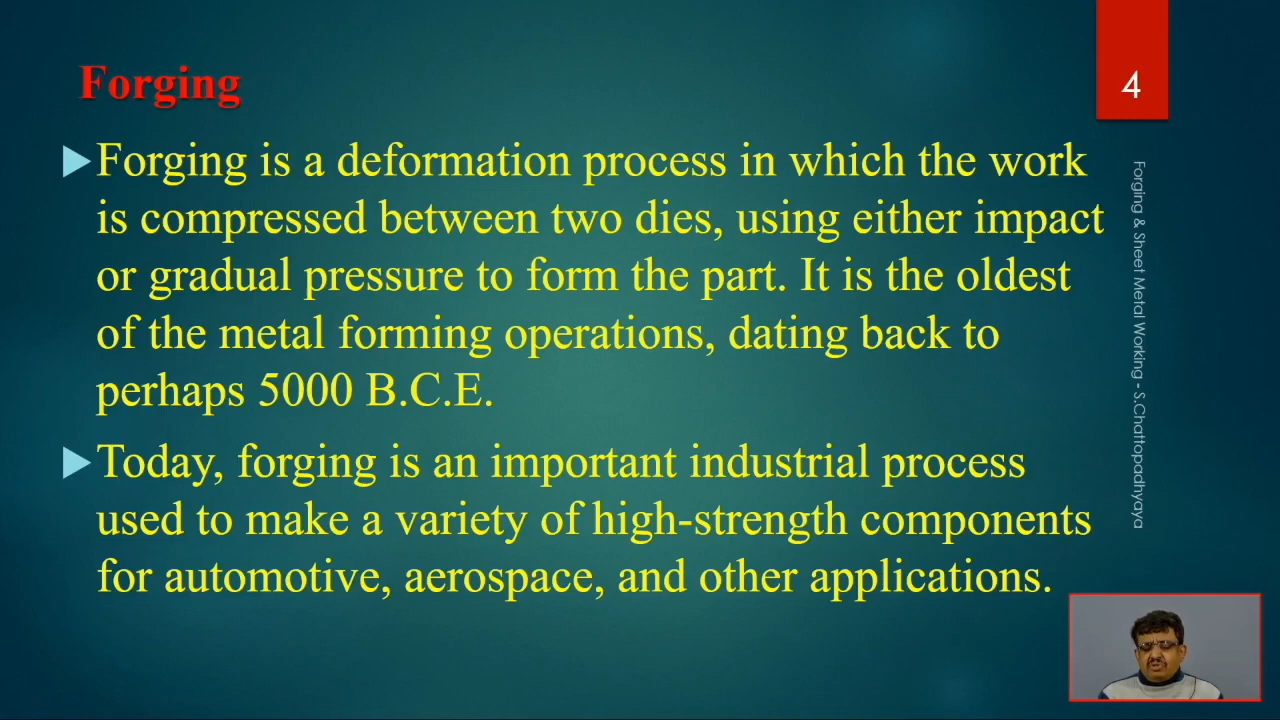 Forging
4
Forging is a deformation process in which the work
is compressed between two dies, using either impact
or gradual pressure to form the part. It is the oldest
of the metal forming operations, dating back to
perhaps 5000 B.C.E.
Today, forging is an important industrial process
used to make a variety of high-strength components
for automotive, aerospace, and other applications.
Forging & Sheet Metal Working - S.Chattopadhyaya